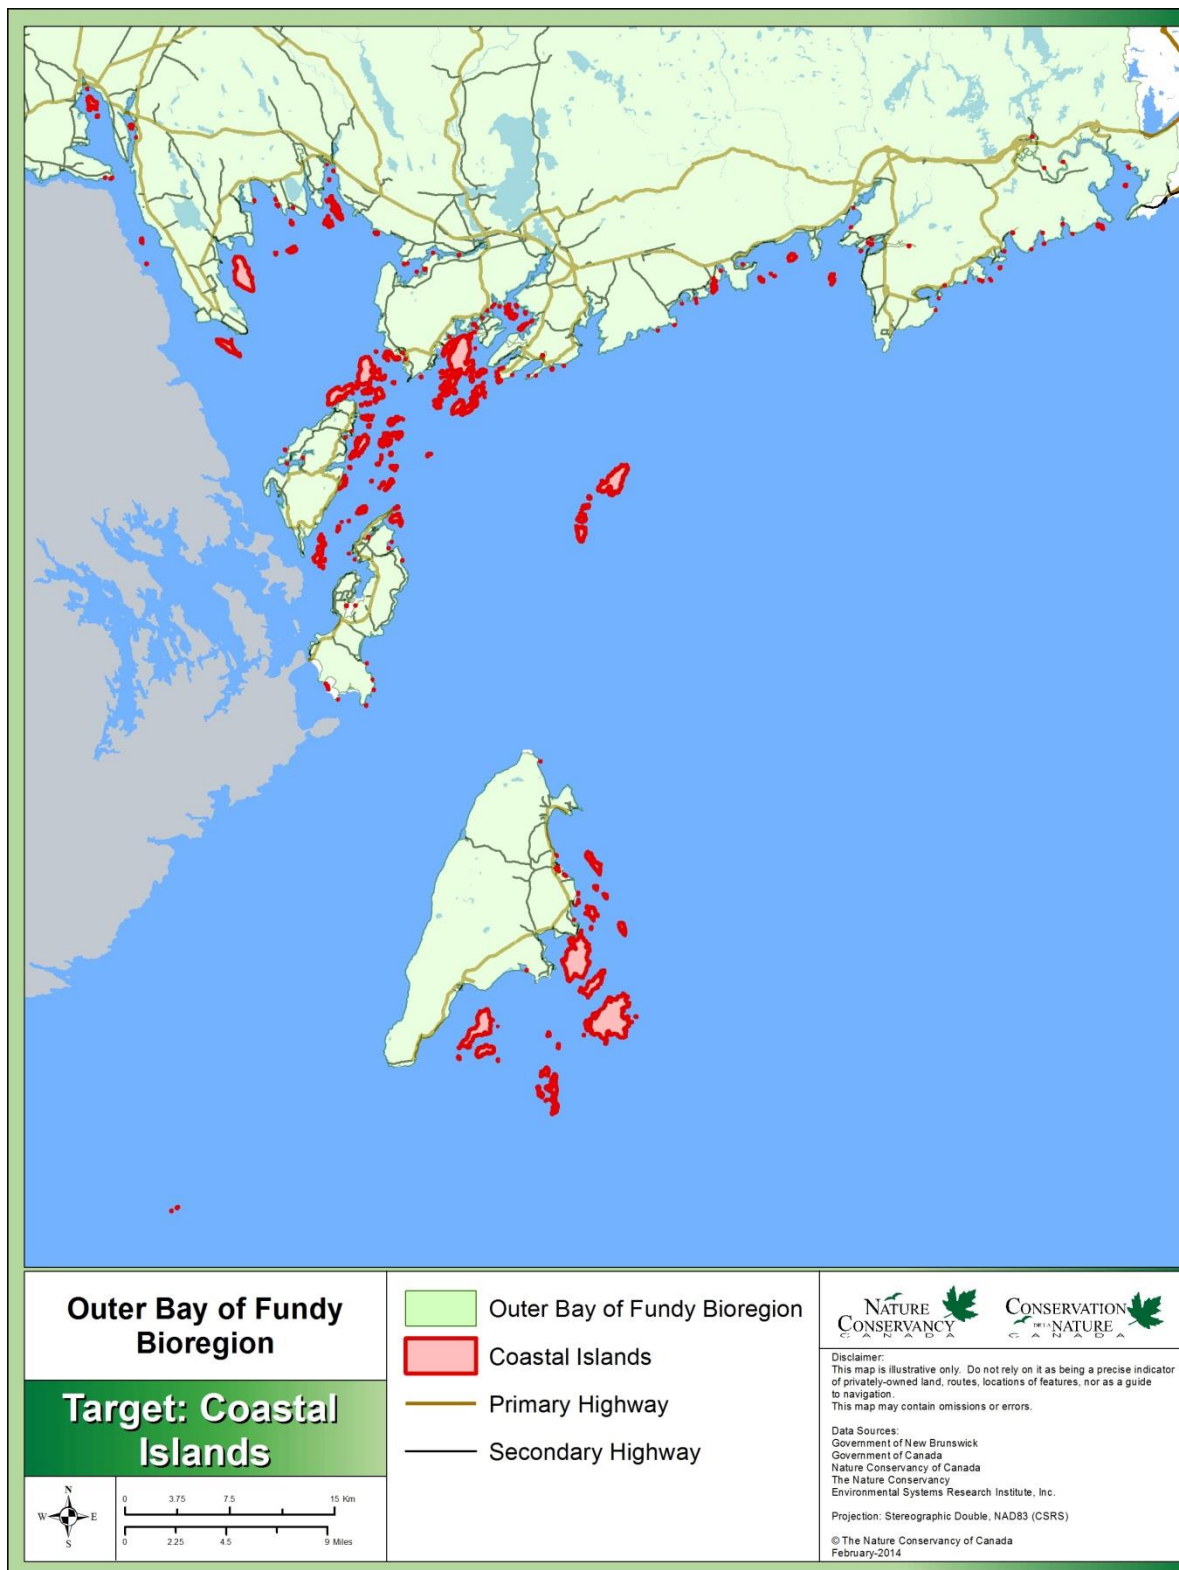 Outer Bay of Fundy
Bioregion
Target: Coastal
Islands
N
W E
S
0 3.75 7.5 15 Km
0 2.25 4.5 9 Miles
Outer Bay of Fundy Bioregion
Coastal Islands
Primary Highway
Secondary Highway
NATURE
CONSERVANCY
CANADA
CONSERVATION
DE LA NATURE
CANADA
Disclaimer:
This map is illustrative only. Do not rely on it as being a precise indicator
of privately-owned land, routes, locations of features, nor as a guide
to navigation.
This map may contain omissions or errors.
Data Sources:
Government of New Brunswick
Government of Canada
Nature Conservancy of Canada
The Nature Conservancy
Environmental Systems Research Institute, Inc.
Projection: Stereographic Double, NAD83 (CSRS)
© The Nature Conservancy of Canada
February-2014